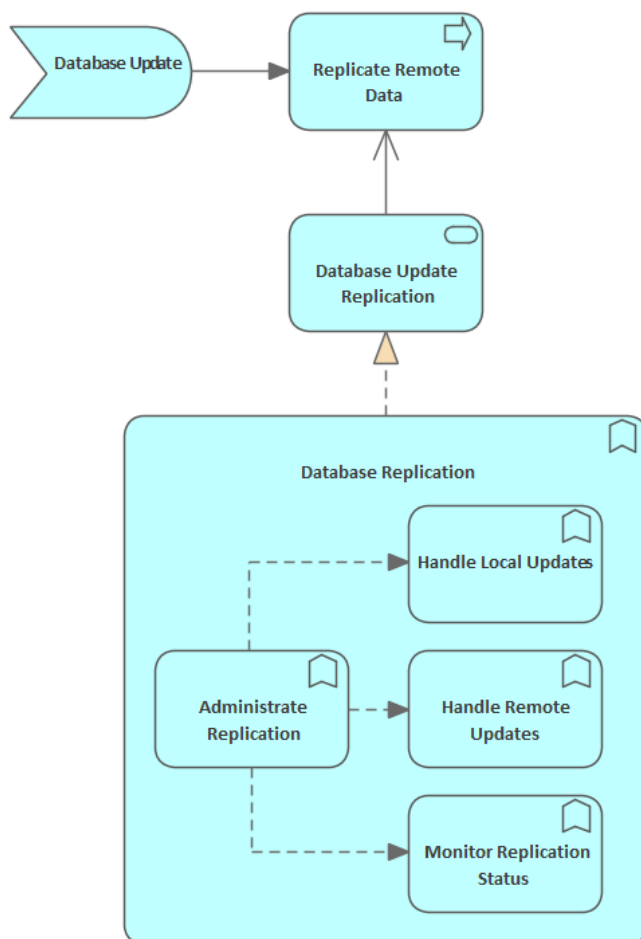 Database Update
Replicate Remote
Data
Database Update
Replication
Database Replication
Handle Local Updates
Administrate
Replication
Handle Remote
Updates
Monitor Replication
Status